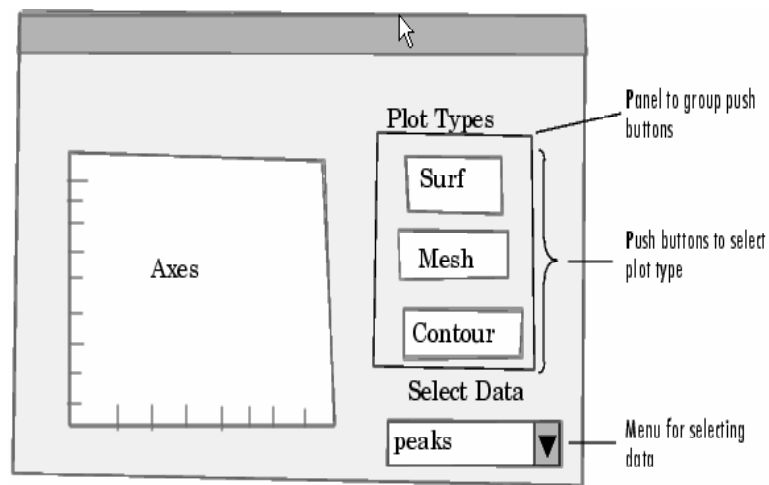 Plot Types
Surf
Mesh
Contour
Axes
Select Data
peaks
Panel to group push
buttons
Push buttons to select
plot type
Menu for selecting
data